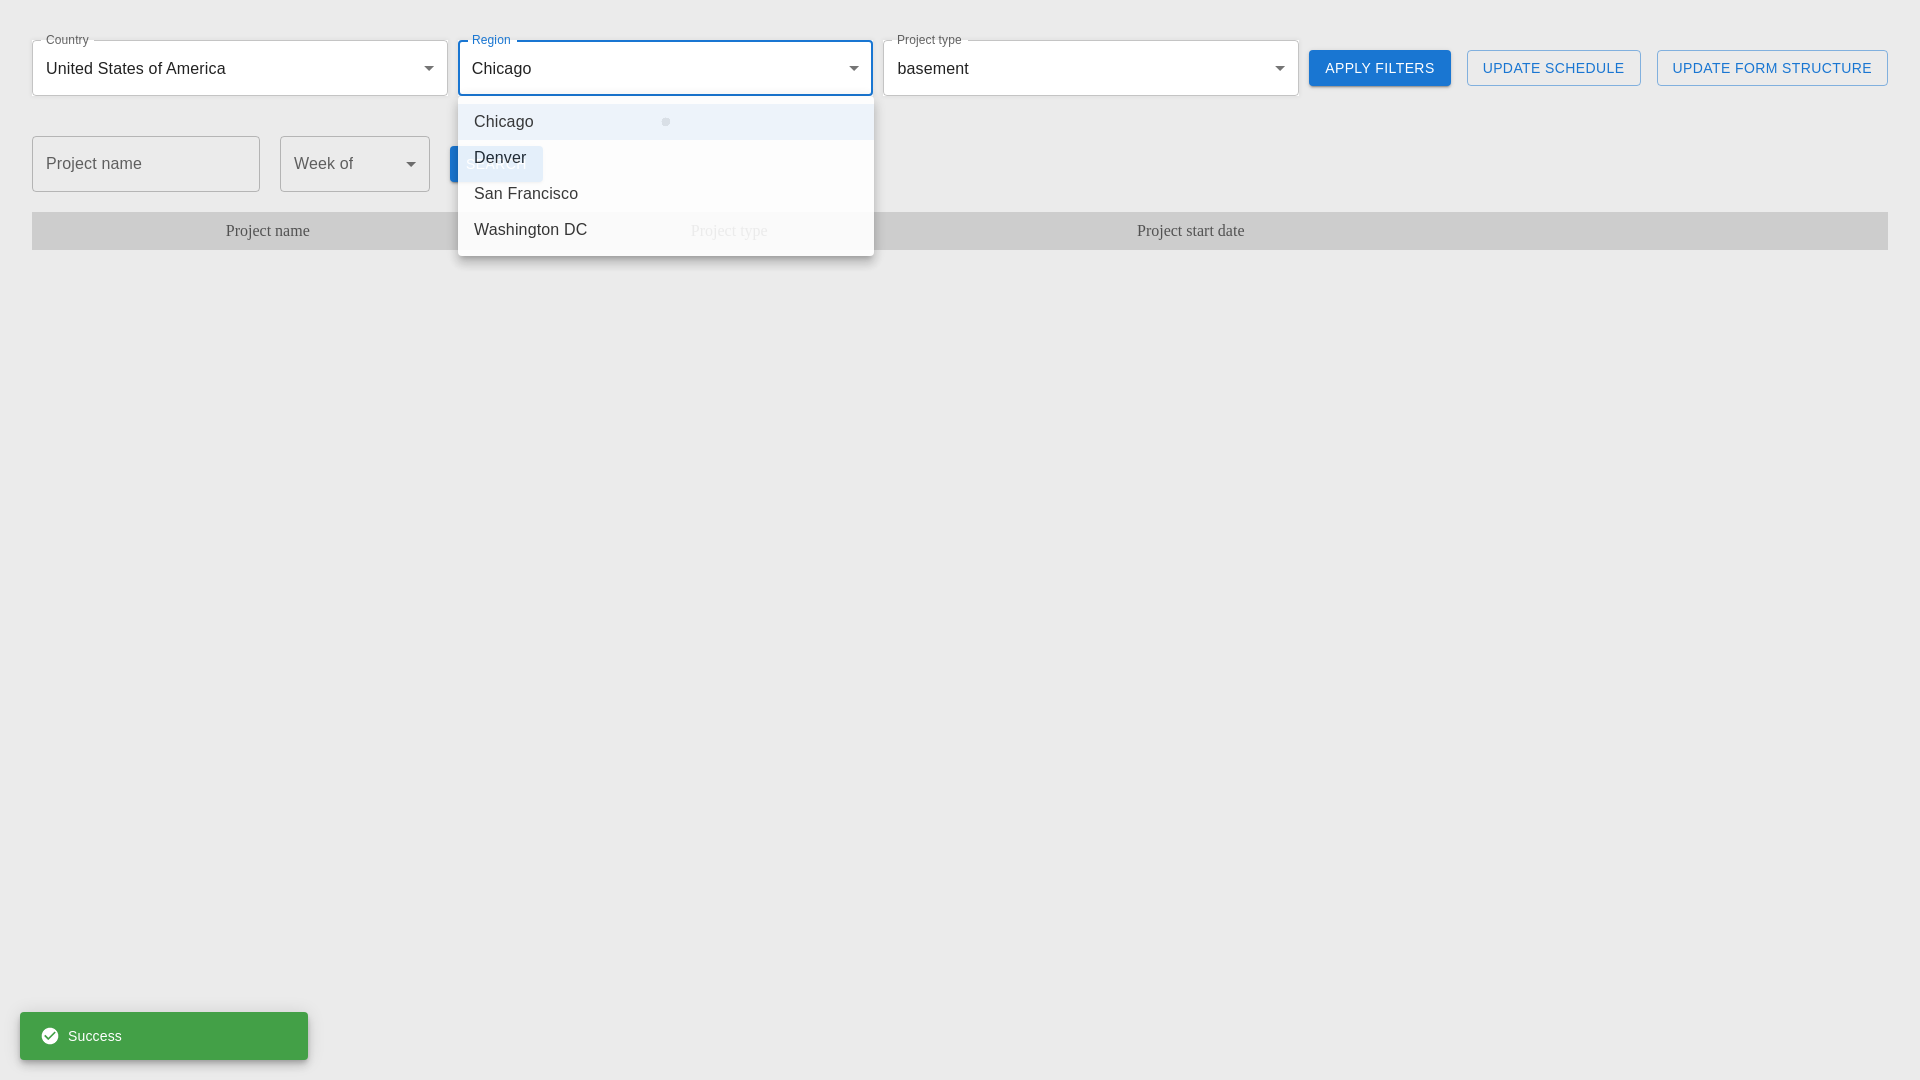 Country
United States of America
Region
Chicago
Project type
basement
APPLY FILTERS
UPDATE SCHEDULE
UPDATE FORM STRUCTURE
Chicago
Denver
San Francisco
Washington DC
Project name
Week of
Project name
Project type
Project start date
Success